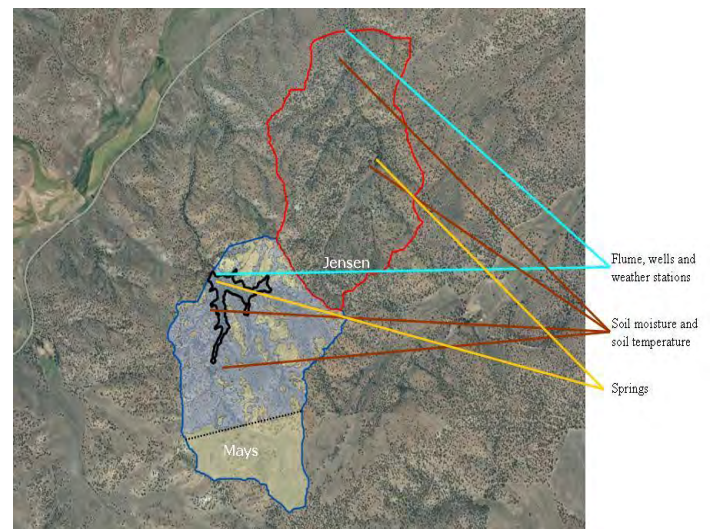 Jensen
Flume, wells and
weather stations
Soil moisture and
soil temperature
Springs
Mays